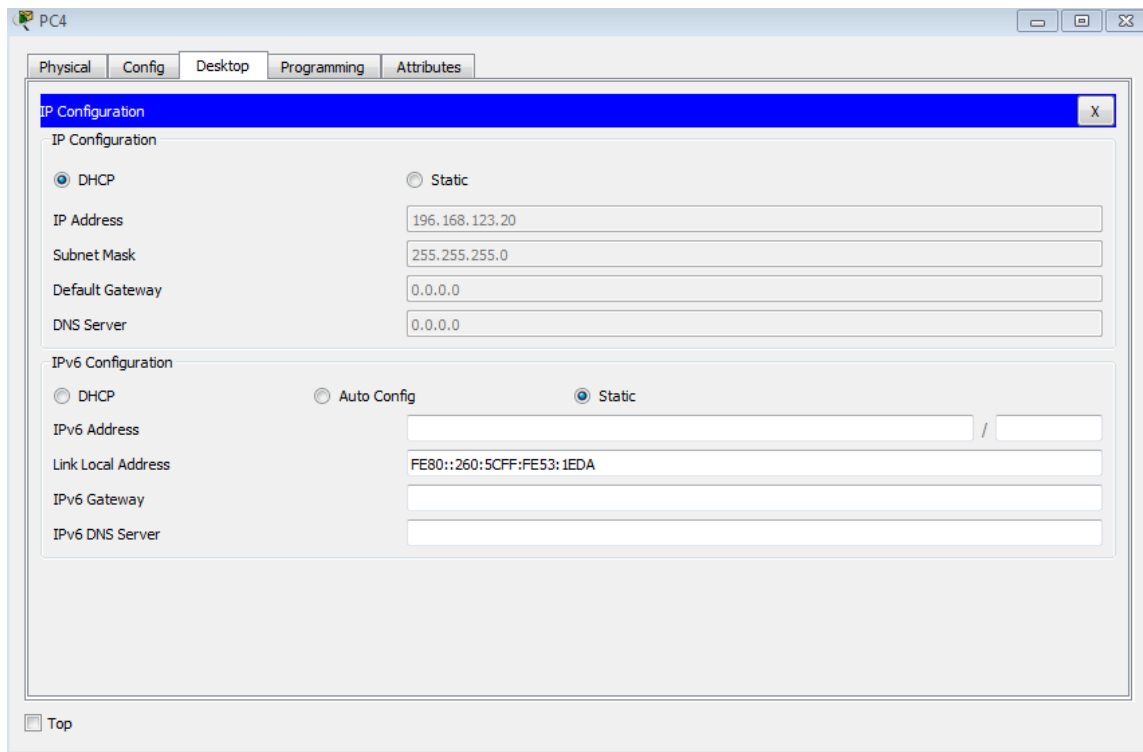 PC4
Physical Config Desktop Programming Attributes
IP Configuration X
IP Configuration
DHCP Static
IP Address 196.168.123.20
Subnet Mask 255.255.255.0
Default Gateway 0.0.0.0
DNS Server 0.0.0.0
IPv6 Configuration
DHCP Auto Config Static
IPv6 Address /
Link Local Address FE80::260:5CFF:FE53:1EDA
IPv6 Gateway
IPv6 DNS Server
Top